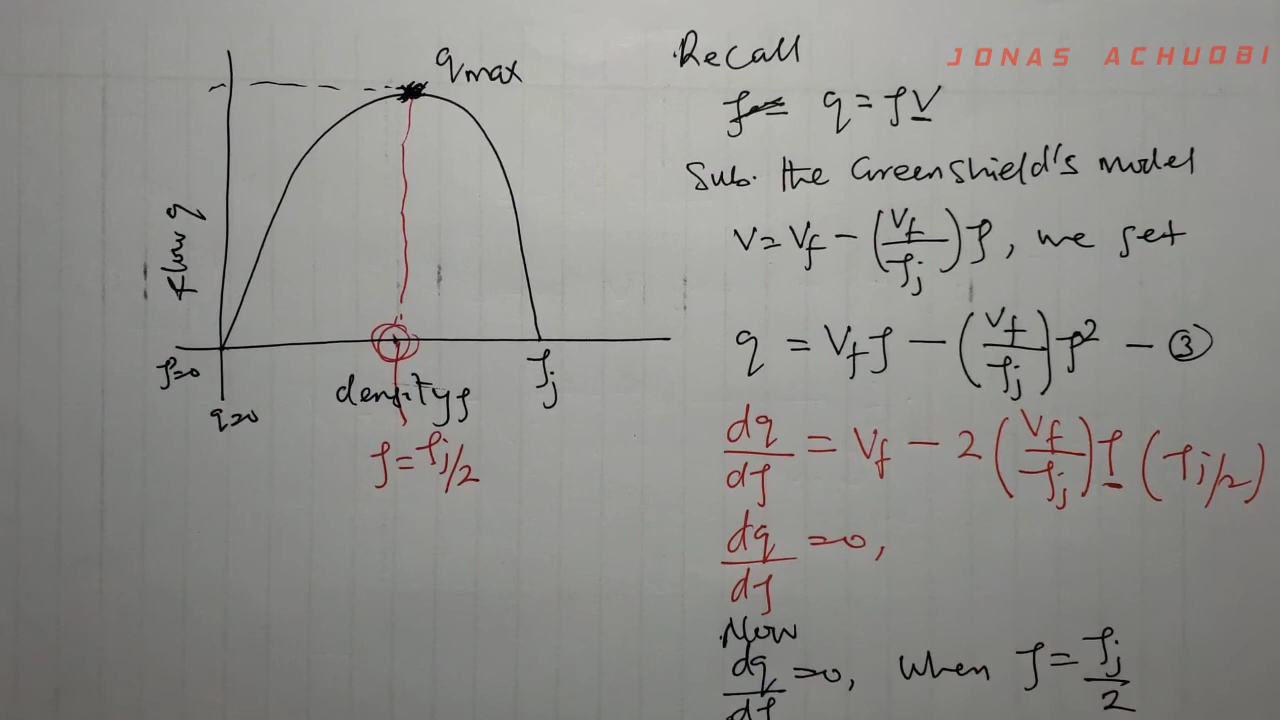 JONAS ACHUOBI
qmax
Flow q
ρ=0
q=0
density ρ
ρj
ρ=ρj/2
Recall
q = ρV
Sub. the Greenshield's model
V=Vf − (Vf/ρj)ρ, we get
q = Vfρ − (Vf/ρj)ρ² − ③
dq/dρ = Vf − 2(Vf/ρj)ρ (ρj/2)
dq/dρ =0,
Now
dq/dρ =0, when ρ = ρj/2